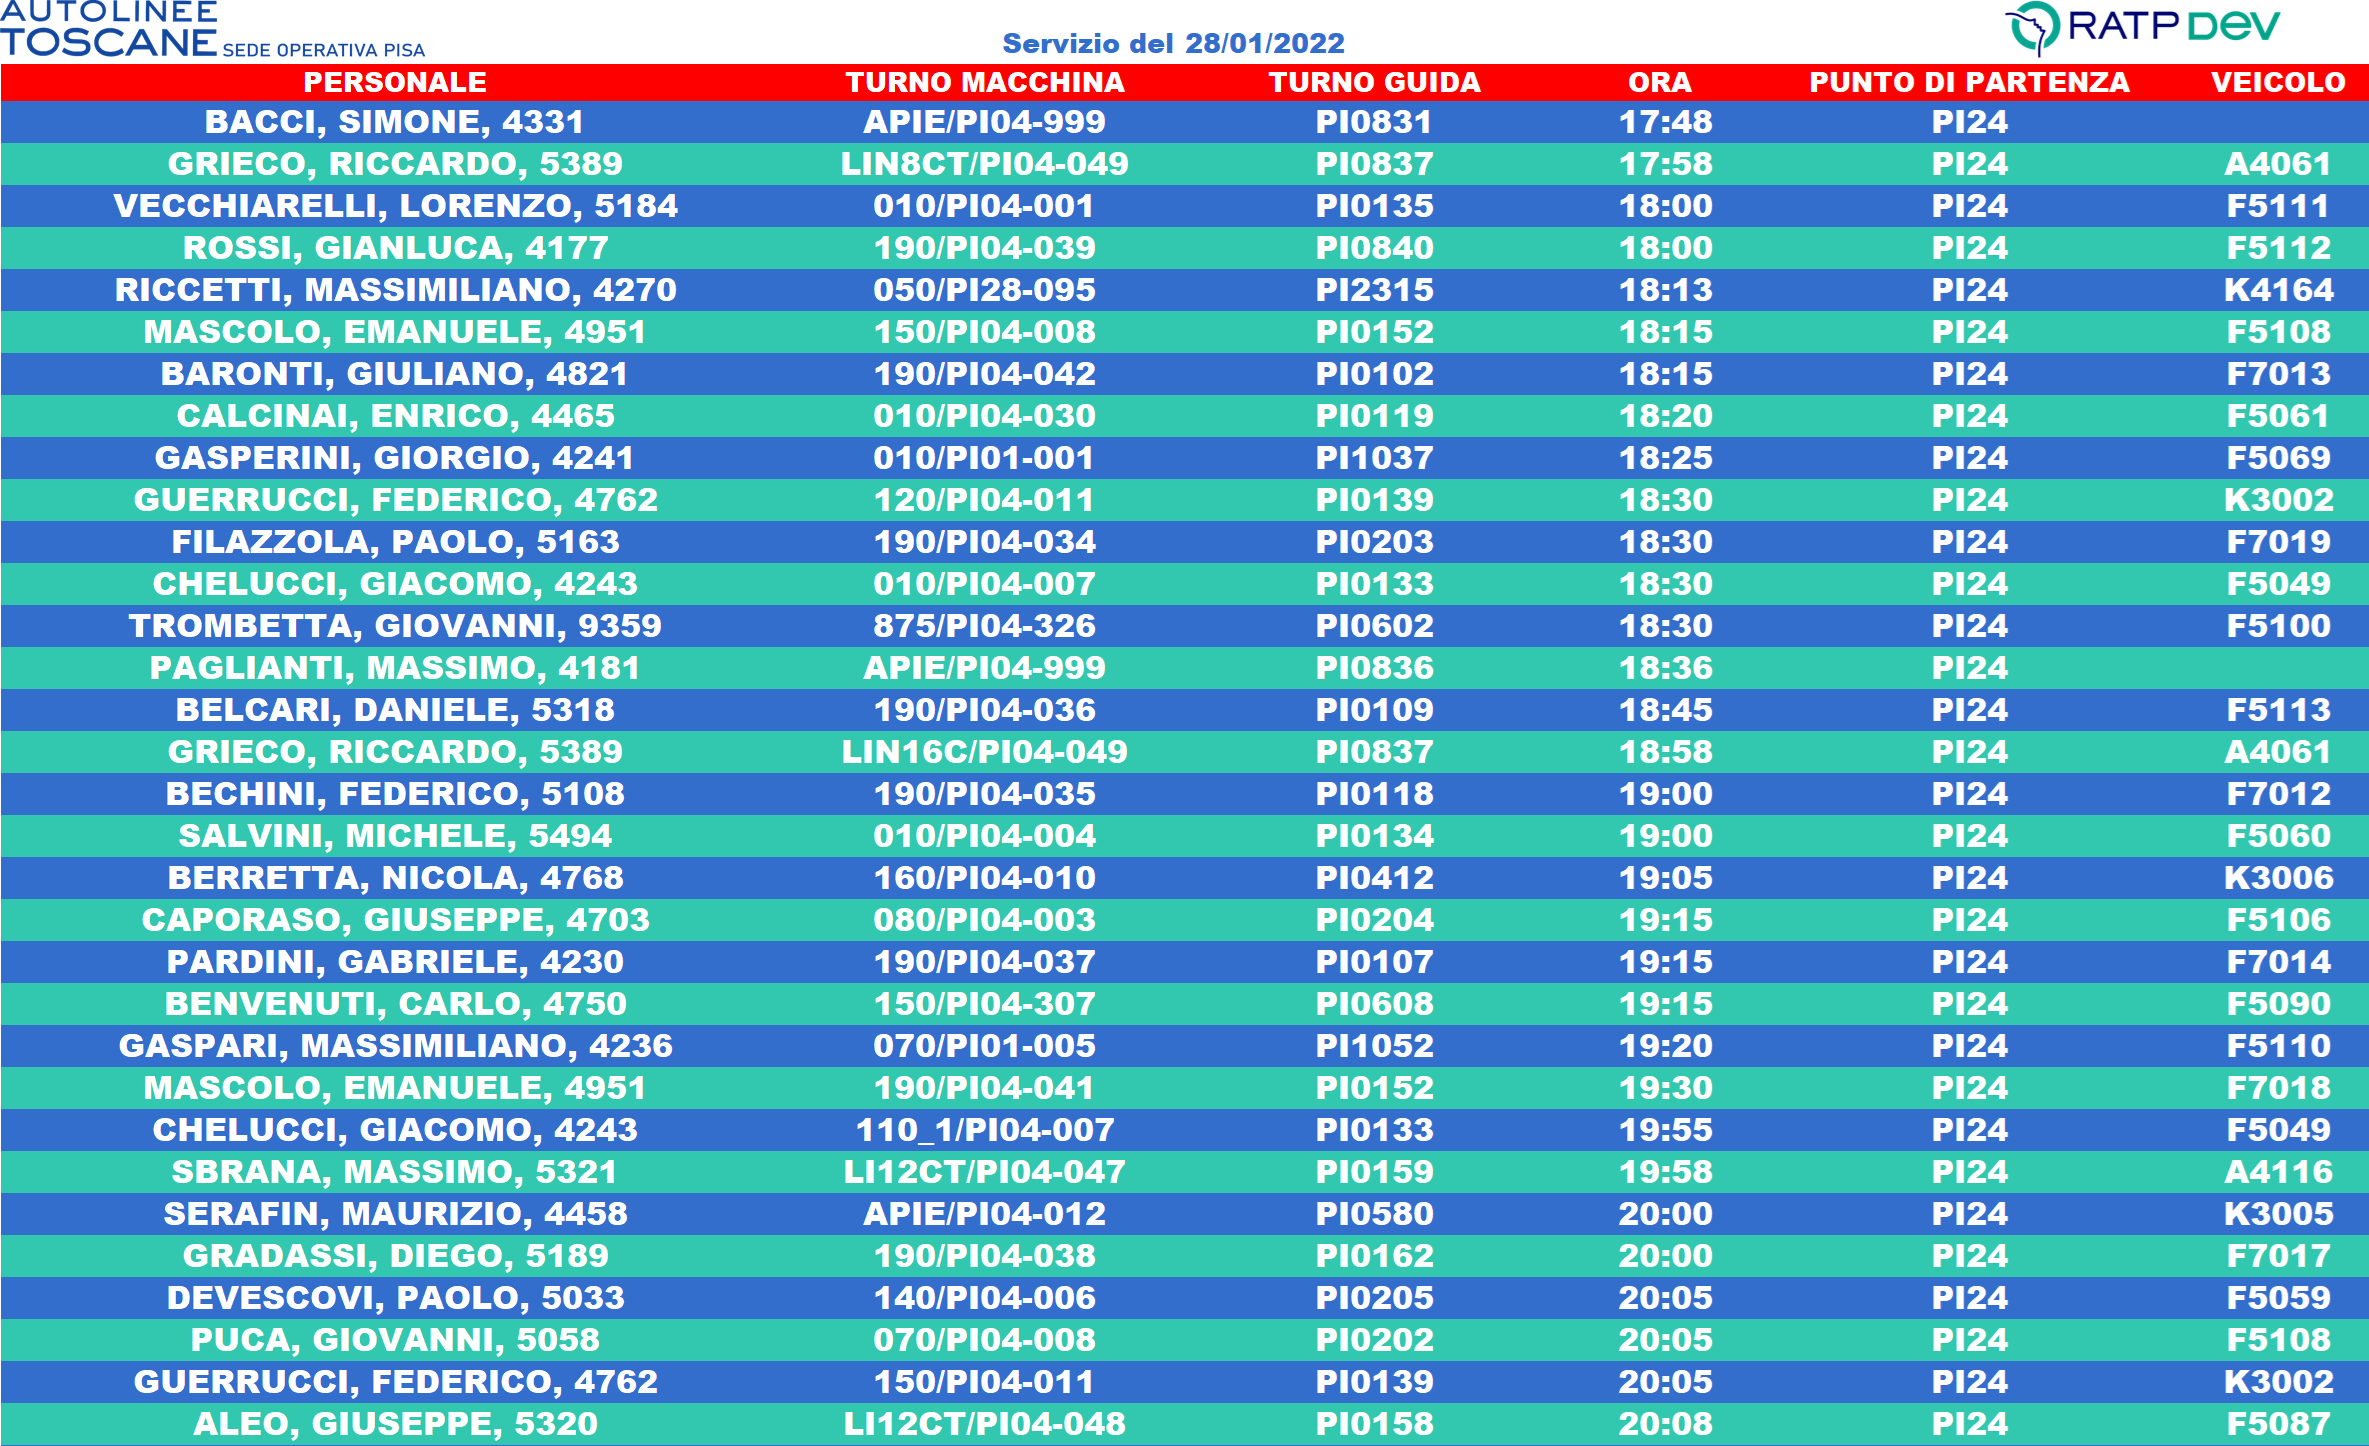 AUTOLINEE
TOSCANE SEDE OPERATIVA PISA
Servizio del 28/01/2022
RATP DEV
PERSONALE TURNO MACCHINA TURNO GUIDA ORA PUNTO DI PARTENZA VEICOLO
BACCI, SIMONE, 4331 APIE/PI04-999 PI0831 17:48 PI24
GRIECO, RICCARDO, 5389 LIN8CT/PI04-049 PI0837 17:58 PI24 A4061
VECCHIARELLI, LORENZO, 5184 010/PI04-001 PI0135 18:00 PI24 F5111
ROSSI, GIANLUCA, 4177 190/PI04-039 PI0840 18:00 PI24 F5112
RICCETTI, MASSIMILIANO, 4270 050/PI28-095 PI2315 18:13 PI24 K4164
MASCOLO, EMANUELE, 4951 150/PI04-008 PI0152 18:15 PI24 F5108
BARONTI, GIULIANO, 4821 190/PI04-042 PI0102 18:15 PI24 F7013
CALCINAI, ENRICO, 4465 010/PI04-030 PI0119 18:20 PI24 F5061
GASPERINI, GIORGIO, 4241 010/PI01-001 PI1037 18:25 PI24 F5069
GUERRUCCI, FEDERICO, 4762 120/PI04-011 PI0139 18:30 PI24 K3002
FILAZZOLA, PAOLO, 5163 190/PI04-034 PI0203 18:30 PI24 F7019
CHELUCCI, GIACOMO, 4243 010/PI04-007 PI0133 18:30 PI24 F5049
TROMBETTA, GIOVANNI, 9359 875/PI04-326 PI0602 18:30 PI24 F5100
PAGLIANTI, MASSIMO, 4181 APIE/PI04-999 PI0836 18:36 PI24
BELCARI, DANIELE, 5318 190/PI04-036 PI0109 18:45 PI24 F5113
GRIECO, RICCARDO, 5389 LIN16C/PI04-049 PI0837 18:58 PI24 A4061
BECHINI, FEDERICO, 5108 190/PI04-035 PI0118 19:00 PI24 F7012
SALVINI, MICHELE, 5494 010/PI04-004 PI0134 19:00 PI24 F5060
BERRETTA, NICOLA, 4768 160/PI04-010 PI0412 19:05 PI24 K3006
CAPORASO, GIUSEPPE, 4703 080/PI04-003 PI0204 19:15 PI24 F5106
PARDINI, GABRIELE, 4230 190/PI04-037 PI0107 19:15 PI24 F7014
BENVENUTI, CARLO, 4750 150/PI04-307 PI0608 19:15 PI24 F5090
GASPARI, MASSIMILIANO, 4236 070/PI01-005 PI1052 19:20 PI24 F5110
MASCOLO, EMANUELE, 4951 190/PI04-041 PI0152 19:30 PI24 F7018
CHELUCCI, GIACOMO, 4243 110_1/PI04-007 PI0133 19:55 PI24 F5049
SBRANA, MASSIMO, 5321 LI12CT/PI04-047 PI0159 19:58 PI24 A4116
SERAFIN, MAURIZIO, 4458 APIE/PI04-012 PI0580 20:00 PI24 K3005
GRADASSI, DIEGO, 5189 190/PI04-038 PI0162 20:00 PI24 F7017
DEVESCOVI, PAOLO, 5033 140/PI04-006 PI0205 20:05 PI24 F5059
PUCA, GIOVANNI, 5058 070/PI04-008 PI0202 20:05 PI24 F5108
GUERRUCCI, FEDERICO, 4762 150/PI04-011 PI0139 20:05 PI24 K3002
ALEO, GIUSEPPE, 5320 LI12CT/PI04-048 PI0158 20:08 PI24 F5087